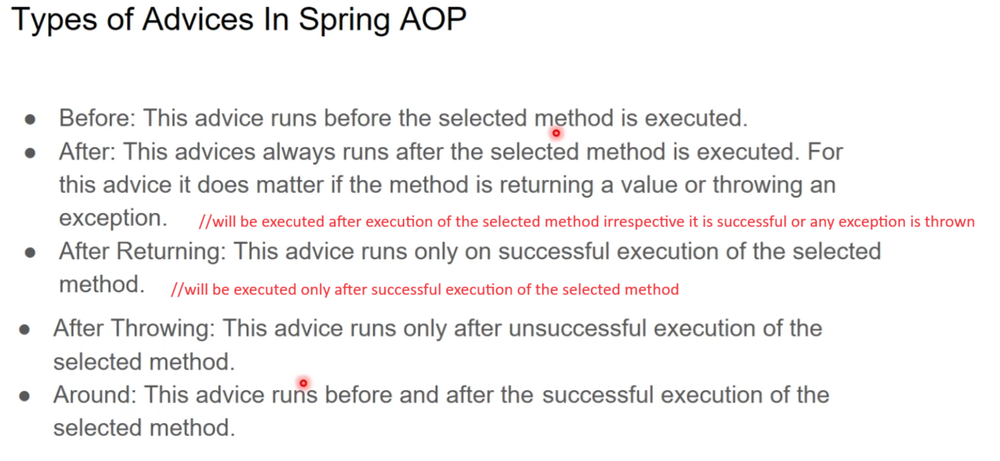 Types of Advices In Spring AOP
● Before: This advice runs before the selected method is executed.
● After: This advices always runs after the selected method is executed. For
this advice it does matter if the method is returning a value or throwing an
exception. //will be executed after execution of the selected method irrespective it is successful or any exception is thrown
● After Returning: This advice runs only on successful execution of the selected
method. //will be executed only after successful execution of the selected method
● After Throwing: This advice runs only after unsuccessful execution of the
selected method.
● Around: This advice runs before and after the successful execution of the
selected method.